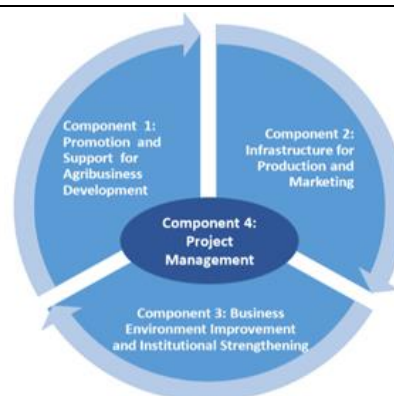 Component 1:
Promotion and
Support for
Agribusiness
Development
Component 2:
Infrastructure for
Production and
Marketing
Component 4:
Project
Management
Component 3: Business
Environment Improvement
and Institutional Strengthening